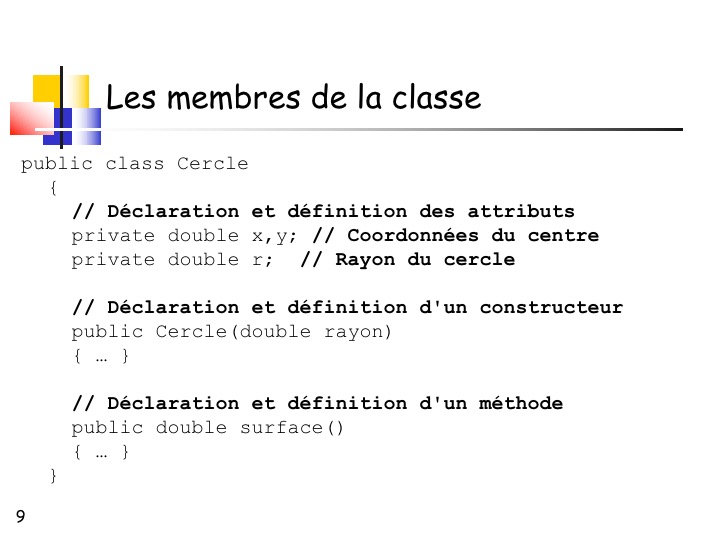 Les membres de la classe
public class Cercle
{
// Déclaration et définition des attributs
private double x,y; // Coordonnées du centre
private double r;  // Rayon du cercle
// Déclaration et définition d'un constructeur
public Cercle(double rayon)
{ … }
// Déclaration et définition d'un méthode
public double surface()
{ … }
}
9